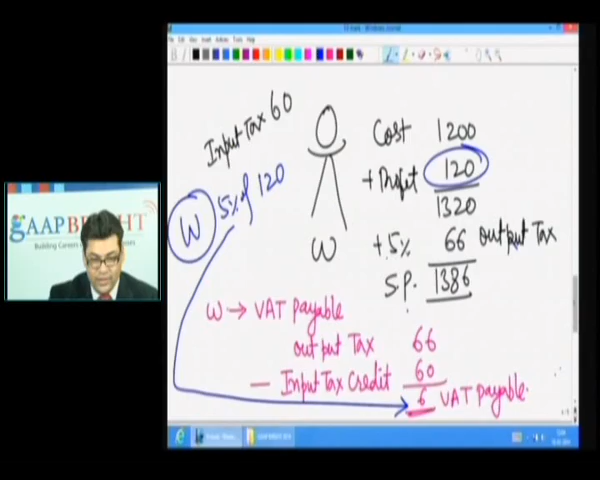 Input Tax 60
W 5% of 120
W
Cost 1200
+ Profit 120
1320
+ 5% 66 output Tax
S.P. 1386
W → VAT Payable
output Tax 66
— Input Tax Credit 60
6 VAT Payable.
GAAPBRIGHT
Building Careers